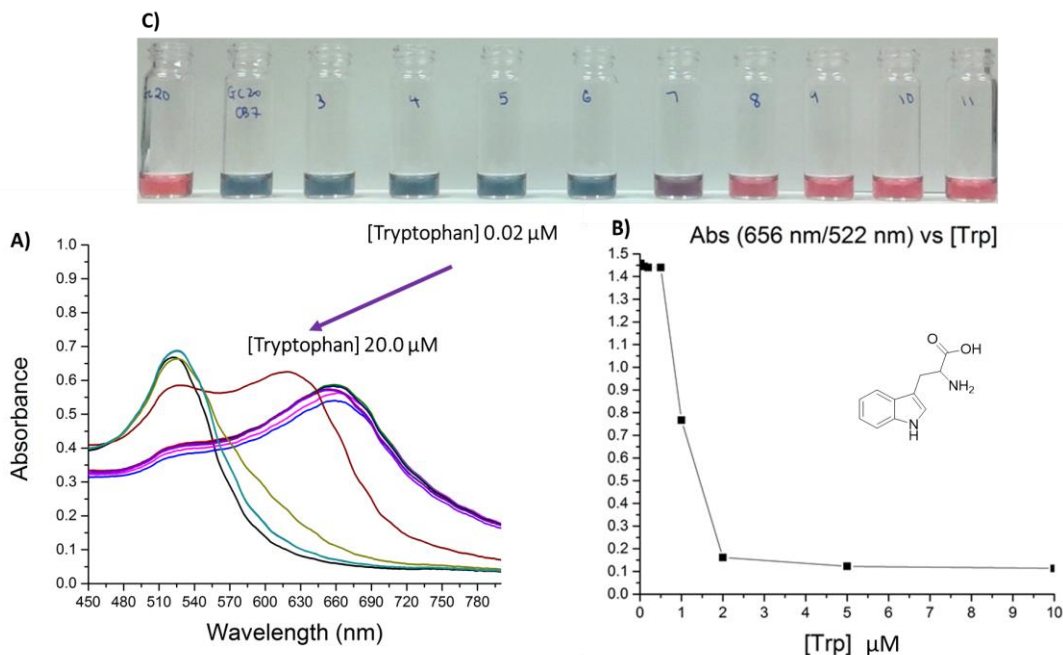 C)
GC20
GC20
CB7
3
4
5
6
7
8
9
10
11
A)
[Tryptophan] 0.02 µM
[Tryptophan] 20.0 µM
1.0
0.9
0.8
0.7
0.6
0.5
0.4
0.3
0.2
0.1
0.0
Absorbance
450 480 510 540 570 600 630 660 690 720 750 780
Wavelength (nm)
B)
Abs (656 nm/522 nm) vs [Trp]
1.5
1.4
1.3
1.2
1.1
1.0
0.9
0.8
0.7
0.6
0.5
0.4
0.3
0.2
0.1
0.0
O
OH
NH2
N
H
0 1 2 3 4 5 6 7 8 9 10
[Trp] µM